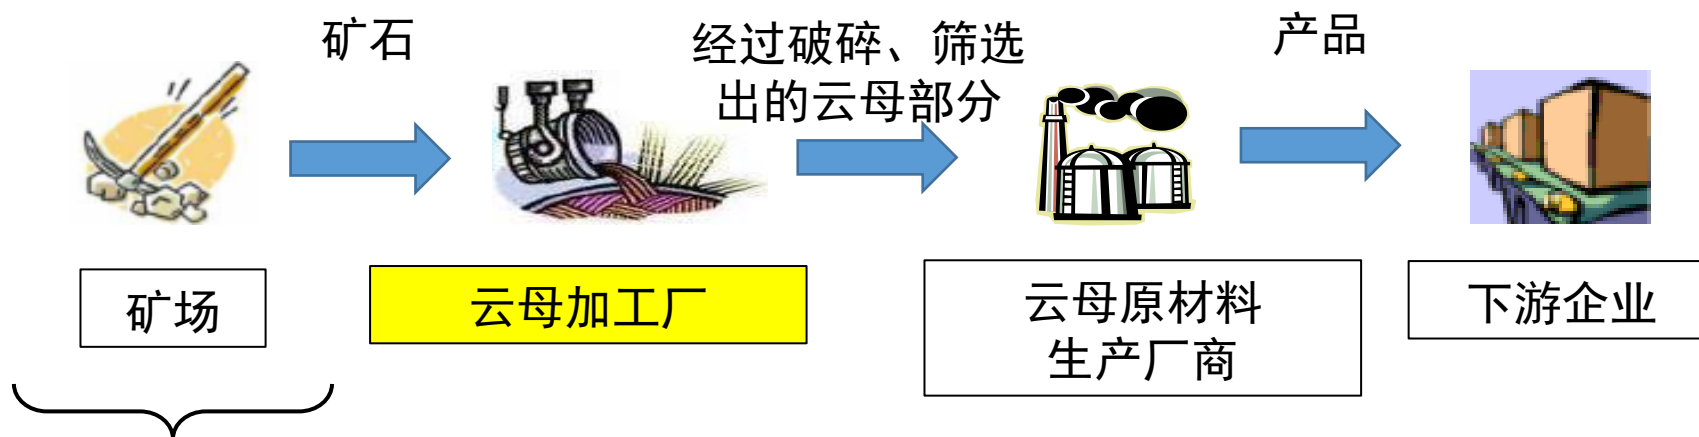 矿石
经过破碎、筛选
出的云母部分
产品
矿场
云母加工厂
云母原材料
生产厂商
下游企业